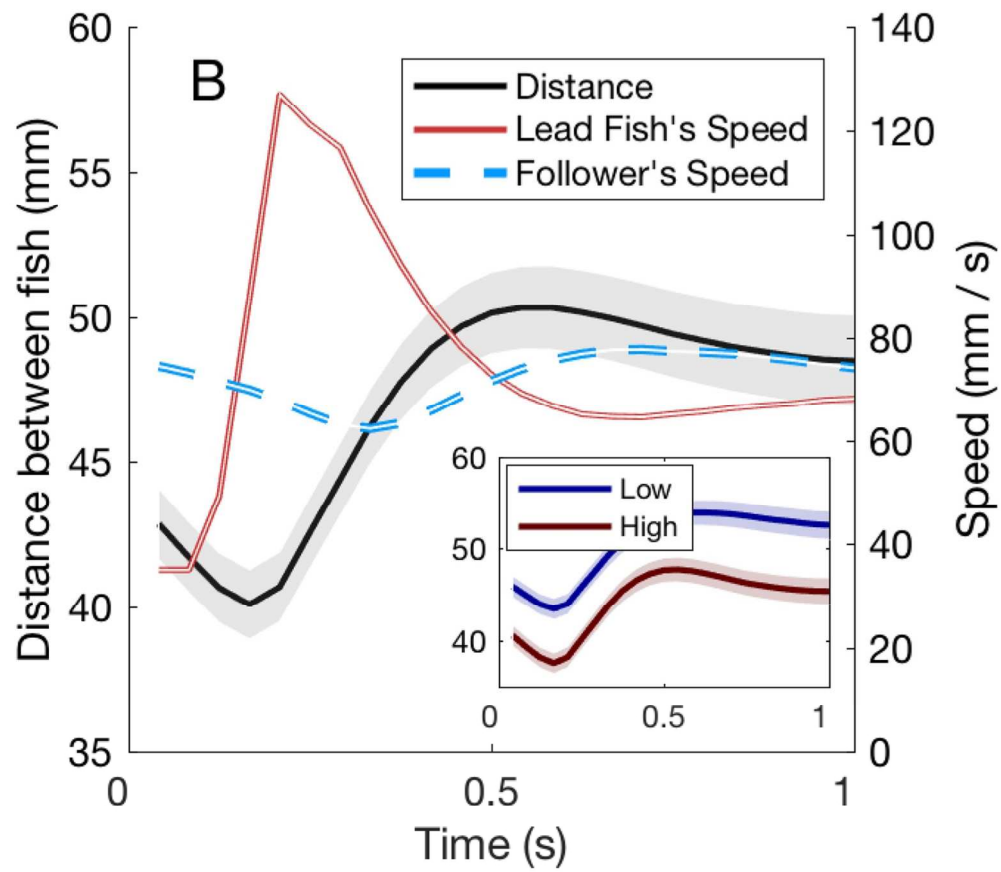 B
Distance
Lead Fish's Speed
Follower's Speed
Distance between fish (mm)
60
55
50
45
40
35
Speed (mm / s)
140
120
100
80
60
40
20
0
0
0.5
1
Time (s)
Low
High
60
50
40
0
0.5
1